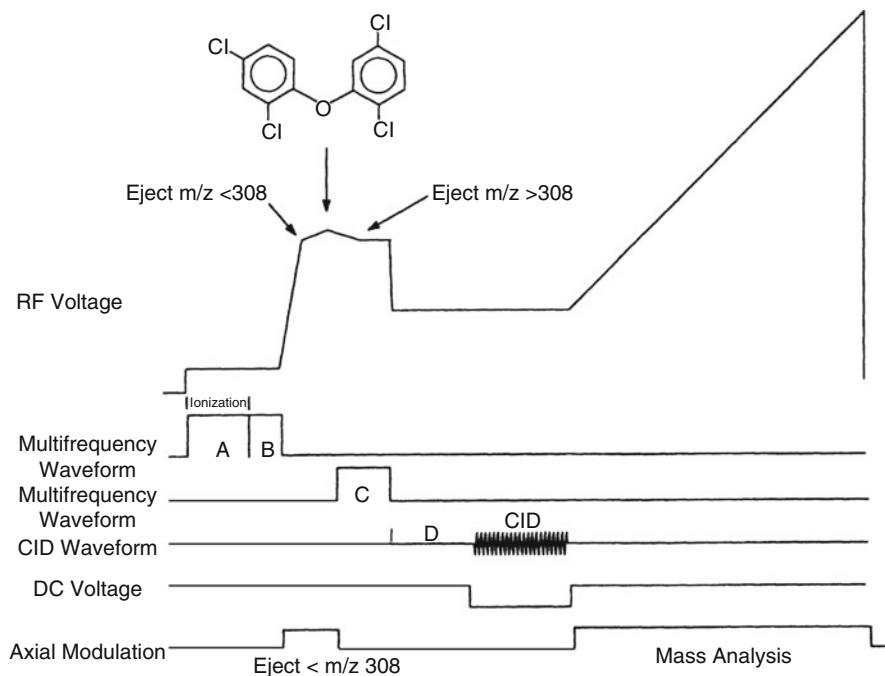 Cl
Cl
O
Cl
Cl
Eject m/z <308
Eject m/z >308
RF Voltage
Ionization
A
B
Multifrequency
Waveform
C
Multifrequency
Waveform
D
CID
CID Waveform
DC Voltage
Axial Modulation
Eject < m/z 308
Mass Analysis